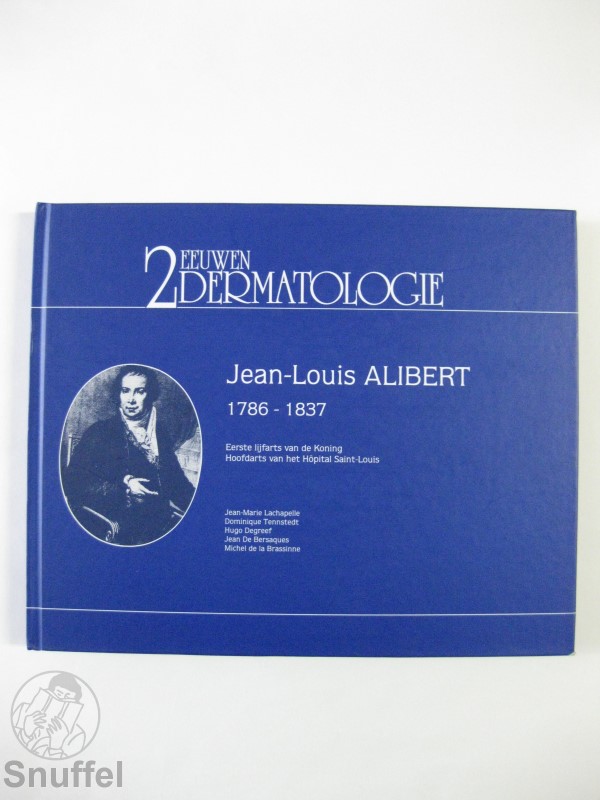 2 EEUWEN
DERMATOLOGIE
Jean-Louis ALIBERT
1786 - 1837
Eerste lijfarts van de Koning
Hoofdarts van het Hôpital Saint-Louis
Jean-Marie Lachapelle
Dominique Tennstedt
Hugo Degreef
Jean De Bersaques
Michel de la Brassinne
Snuffel